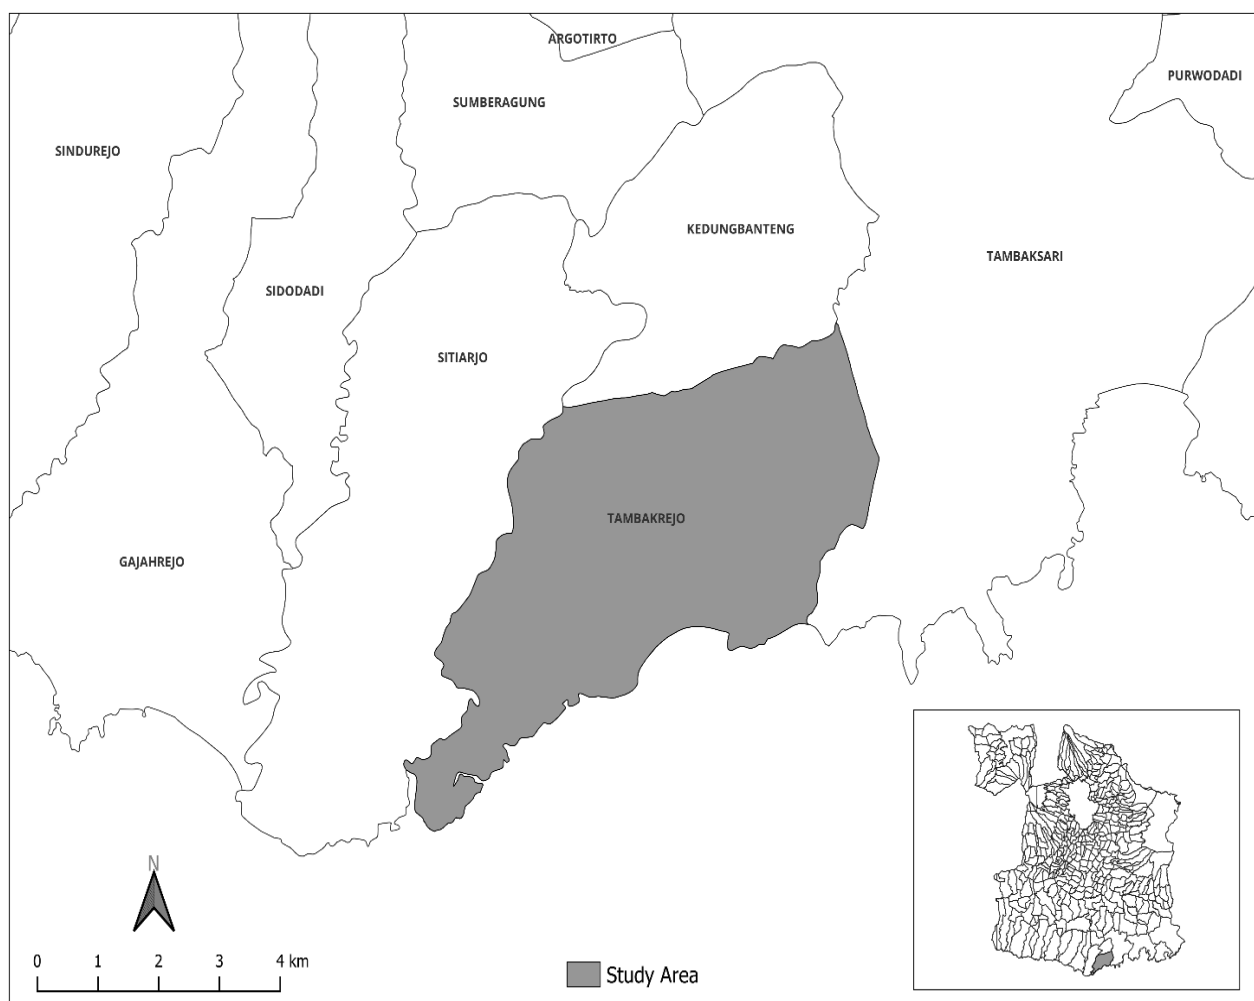 ARGOTIRTO
PURWODADI
SUMBERAGUNG
SINDUREJO
KEDUNGBANTENG
TAMBAKSARI
SIDODADI
SITIARJO
TAMBAKREJO
GAJAHREJO
N
0 1 2 3 4 km
Study Area